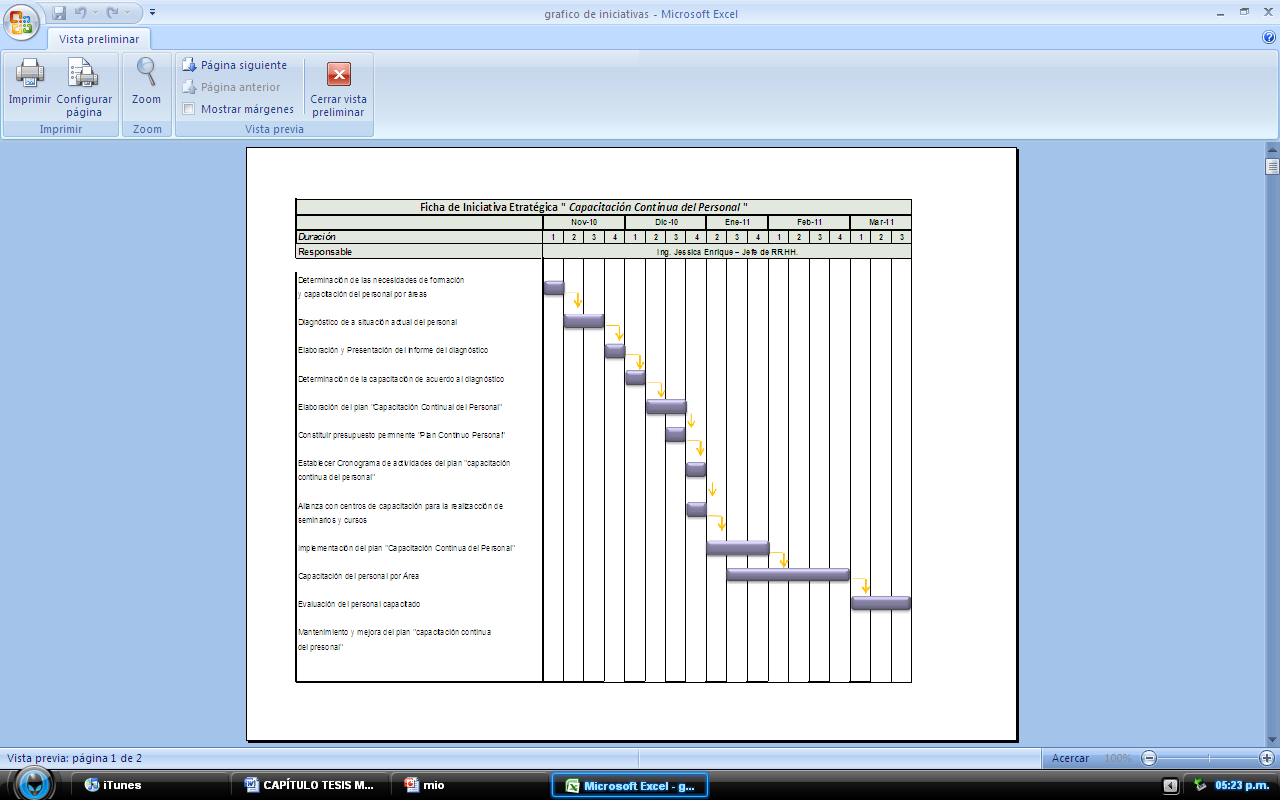 grafico de iniciativas - Microsoft Excel
Vista preliminar
Imprimir
Configurar página
Zoom
Página siguiente
Página anterior
Mostrar márgenes
Cerrar vista preliminar
Imprimir
Zoom
Vista previa
Ficha de Iniciativa Etratégica " Capacitación Continua del Personal "
Nov-10 Dic-10 Ene-11 Feb-11 Mar-11
Duración 1 2 3 4 1 2 3 4 2 3 4 1 2 3 4 1 2 3
Responsable Ing. Jessica Enrique – Jefe de RR.HH.
Determinación de las necesidades de formación
y capacitación del personal por áreas
Diagnóstico de a situación actual del personal
Elaboración y Presentación del Informe del diagnóstico
Determinación de la capacitación de acuerdo al diagnóstico
Elaboración del plan "Capacitación Continual del Personal"
Constituir presupuesto permnente "Plan Continuo Personal"
Establecer Cronograma de actividades del plan "capacitación
continua del personal"
Alianza con centros de capacitación para la realizacción de
seminarios y cursos
Implementación del plan "Capacitación Continua del Personal"
Capacitación del personal por Área
Evaluación del personal capacitado
Mantenimiento y mejora del plan "capacitación continua
del presonal"
Vista previa: página 1 de 2
Acercar 100%
iTunes
CAPÍTULO TESIS M...
mio
Microsoft Excel - g...
05:23 p.m.